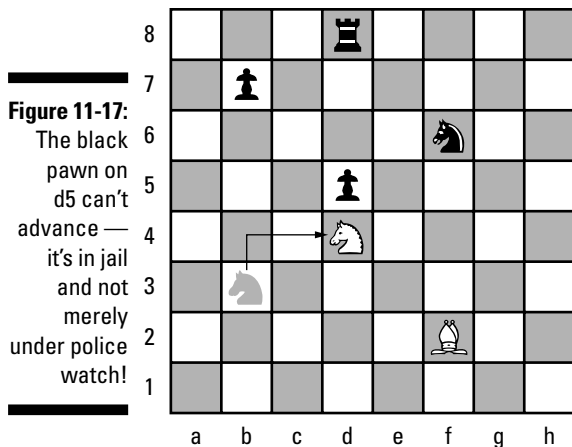 Figure 11-17:
The black
pawn on
d5 can't
advance —
it's in jail
and not
merely
under police
watch!
8
7
6
5
4
3
2
1
a b c d e f g h